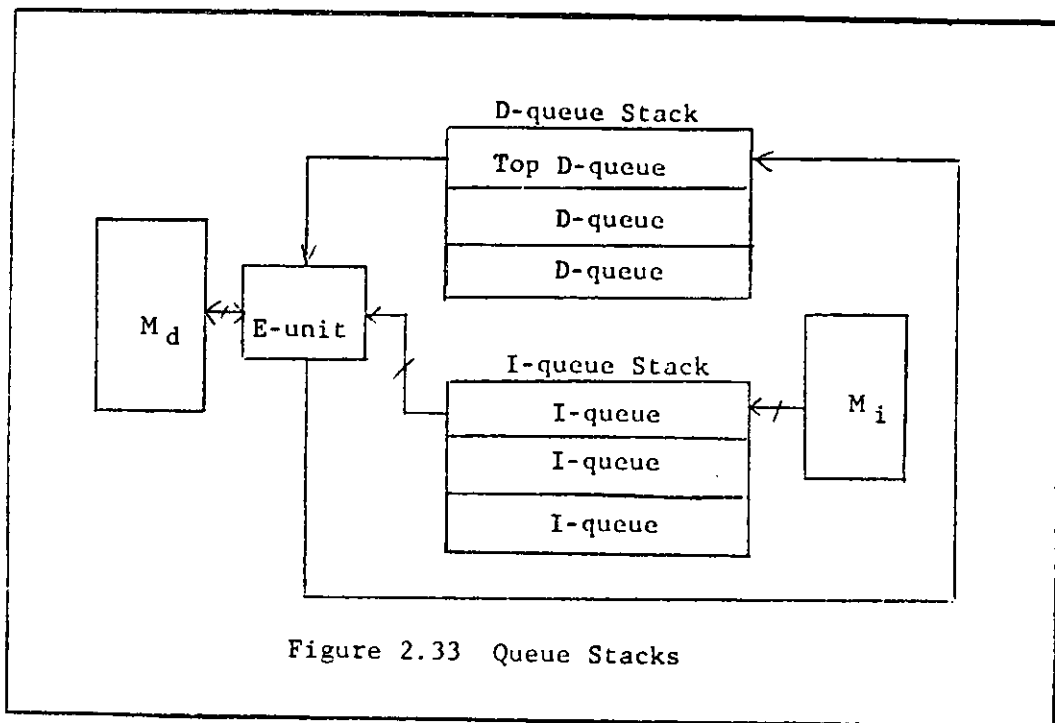 D-queue Stack
Top D-queue
D-queue
D-queue
M d
E-unit
I-queue Stack
I-queue
I-queue
I-queue
M i
Figure 2.33 Queue Stacks